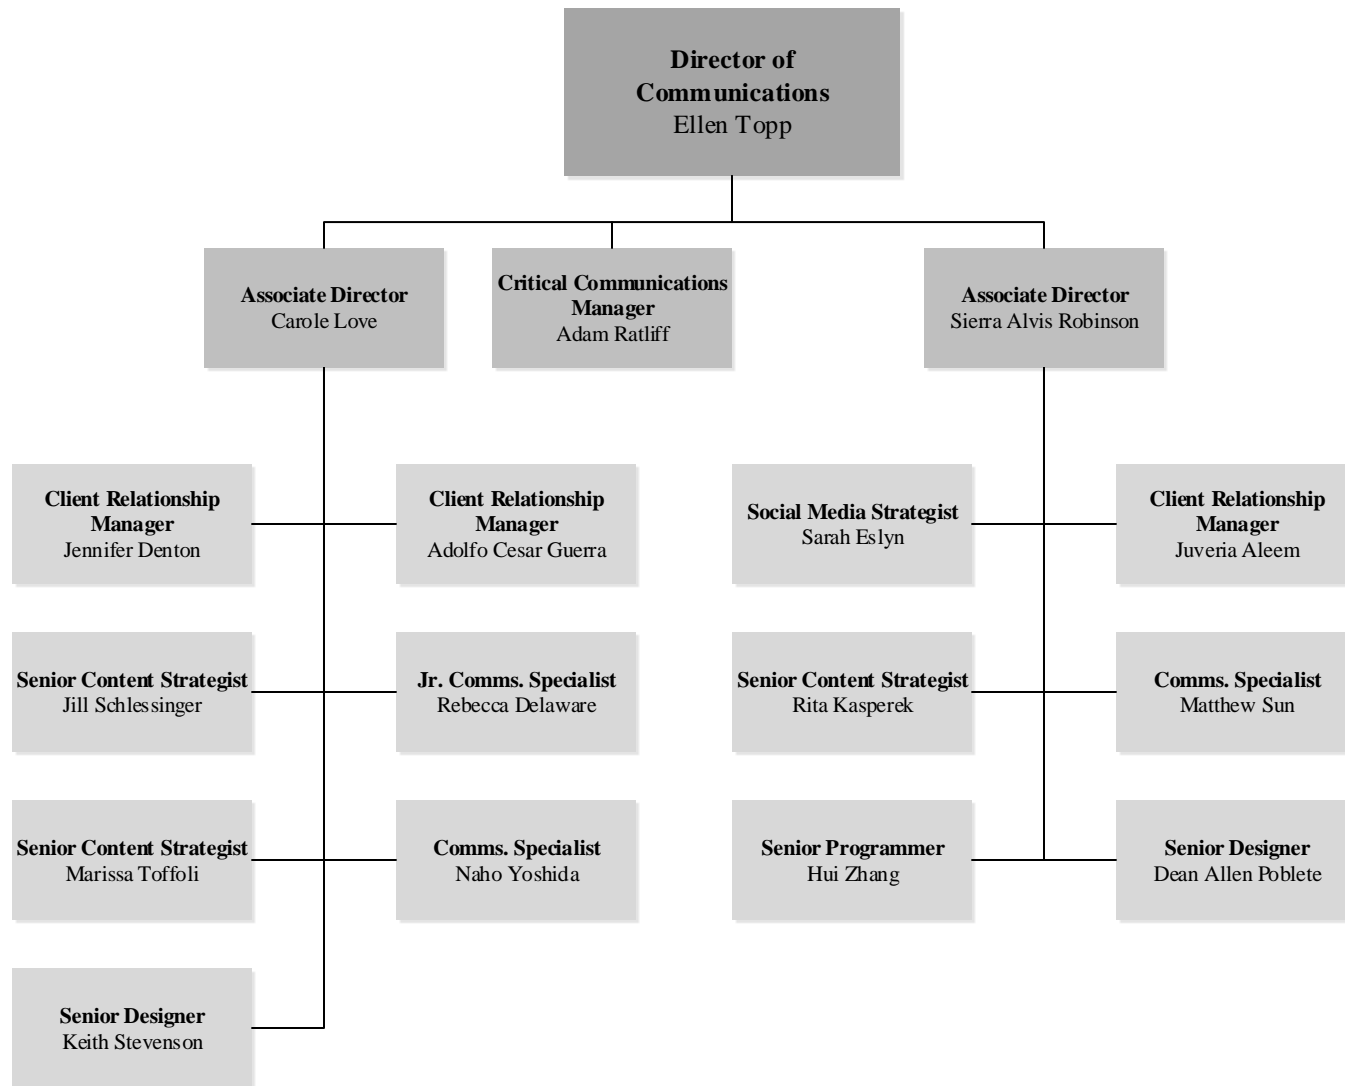 Director of
Communications
Ellen Topp
Associate Director
Carole Love
Critical Communications
Manager
Adam Ratliff
Associate Director
Sierra Alvis Robinson
Client Relationship
Manager
Jennifer Denton
Client Relationship
Manager
Adolfo Cesar Guerra
Social Media Strategist
Sarah Eslyn
Client Relationship
Manager
Juveria Aleem
Senior Content Strategist
Jill Schlessinger
Jr. Comms. Specialist
Rebecca Delaware
Senior Content Strategist
Rita Kasperek
Comms. Specialist
Matthew Sun
Senior Content Strategist
Marissa Toffoli
Comms. Specialist
Naho Yoshida
Senior Programmer
Hui Zhang
Senior Designer
Dean Allen Poblete
Senior Designer
Keith Stevenson